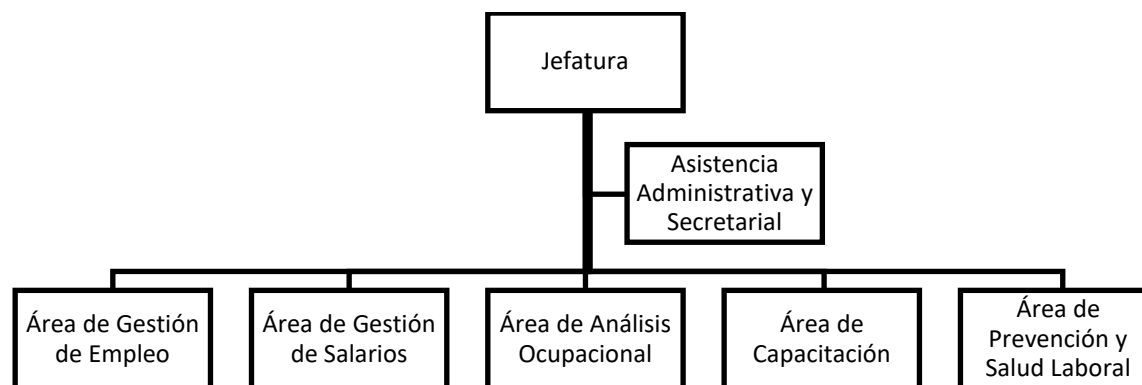 Jefatura
Asistencia
Administrativa y
Secretarial
Área de Gestión
de Empleo
Área de Gestión
de Salarios
Área de Análisis
Ocupacional
Área de
Capacitación
Área de
Prevención y
Salud Laboral